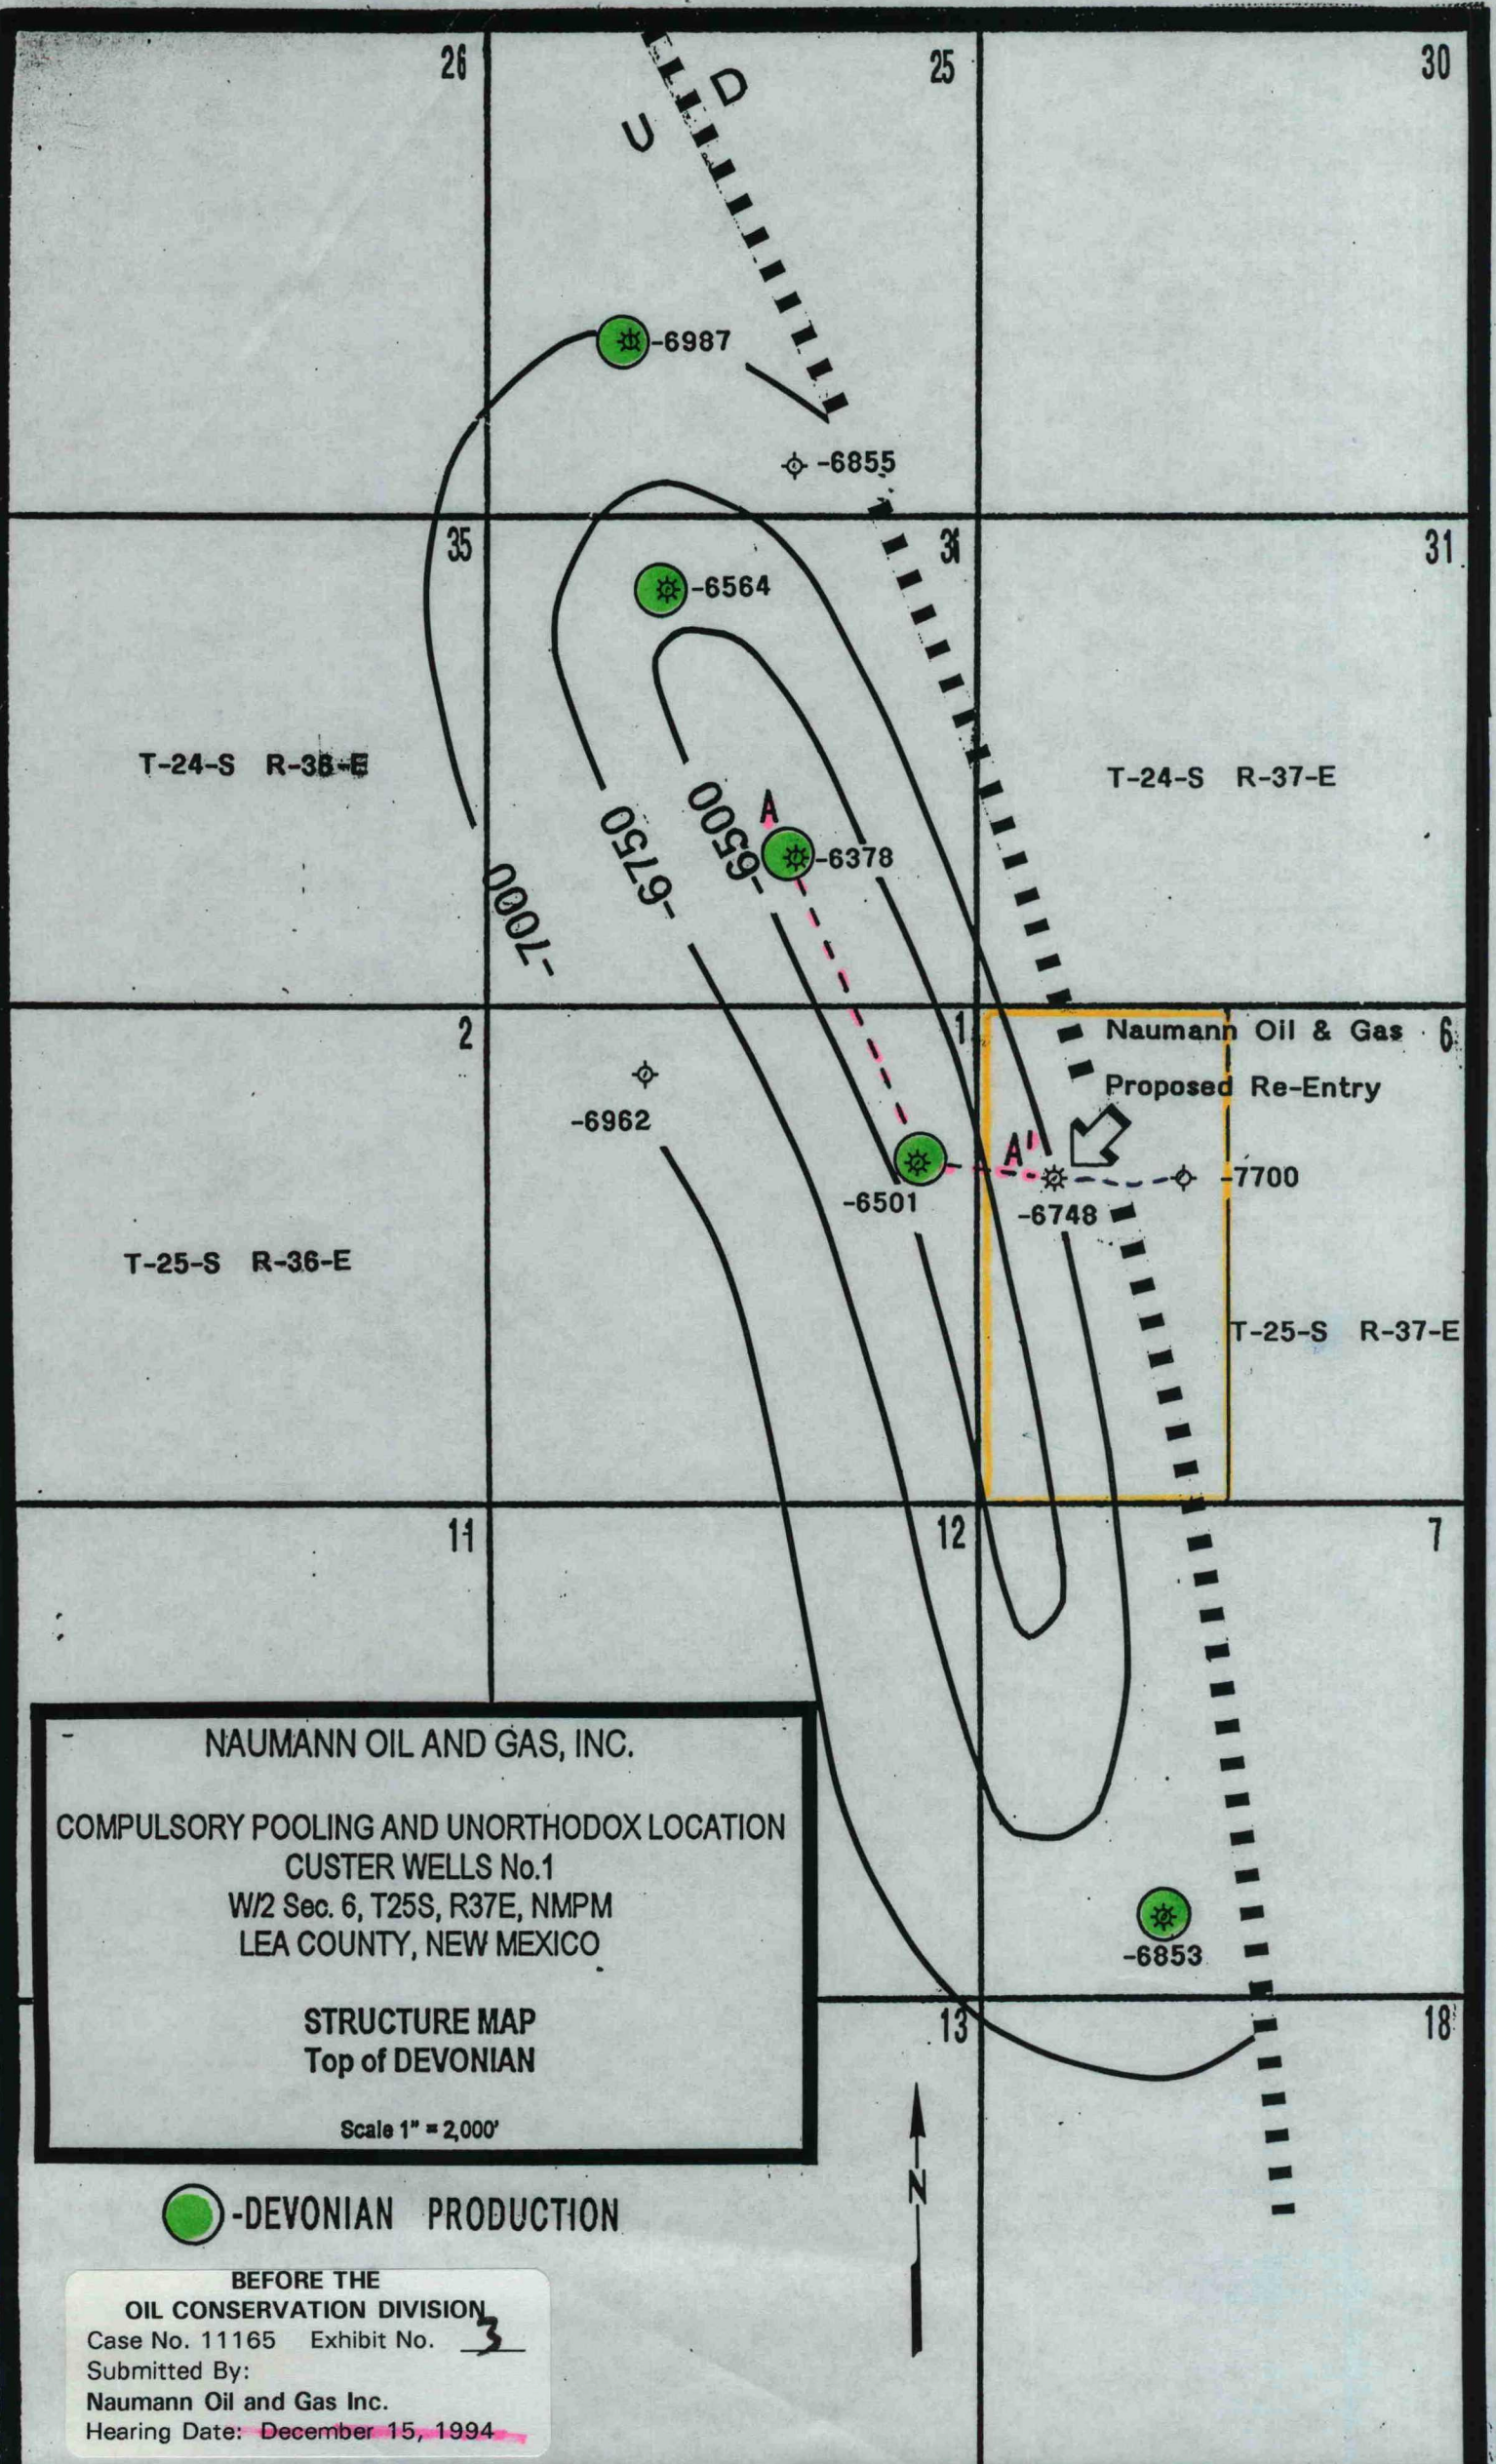 26
25
30
D
U
-6987
-6855
35
31
31
-6564
T-24-S R-36-E
T-24-S R-37-E
-6500
-6750
A
-6378
-7000
2
1
Naumann Oil & Gas
6
Proposed Re-Entry
-6962
A'
-7700
-6501
-6748
T-25-S R-36-E
T-25-S R-37-E
11
12
7
NAUMANN OIL AND GAS, INC.
COMPULSORY POOLING AND UNORTHODOX LOCATION
CUSTER WELLS No.1
W/2 Sec. 6, T25S, R37E, NMPM
LEA COUNTY, NEW MEXICO
STRUCTURE MAP
Top of DEVONIAN
Scale 1" = 2,000'
-6853
13
18
N
-DEVONIAN PRODUCTION
BEFORE THE
OIL CONSERVATION DIVISION
Case No. 11165 Exhibit No. 3
Submitted By:
Naumann Oil and Gas Inc.
Hearing Date: December 15, 1994